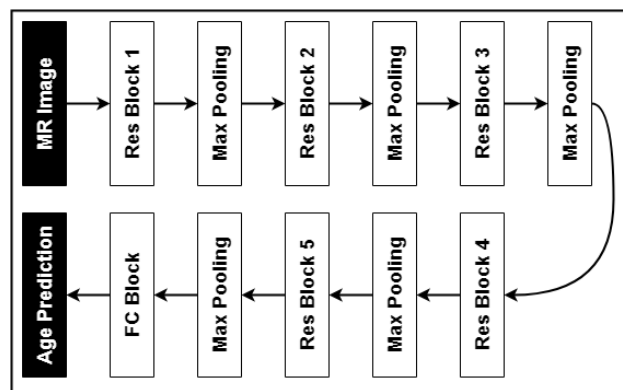 MR Image
Res Block 1
Max Pooling
Res Block 2
Max Pooling
Res Block 3
Max Pooling
Res Block 4
Max Pooling
Res Block 5
Max Pooling
FC Block
Age Prediction